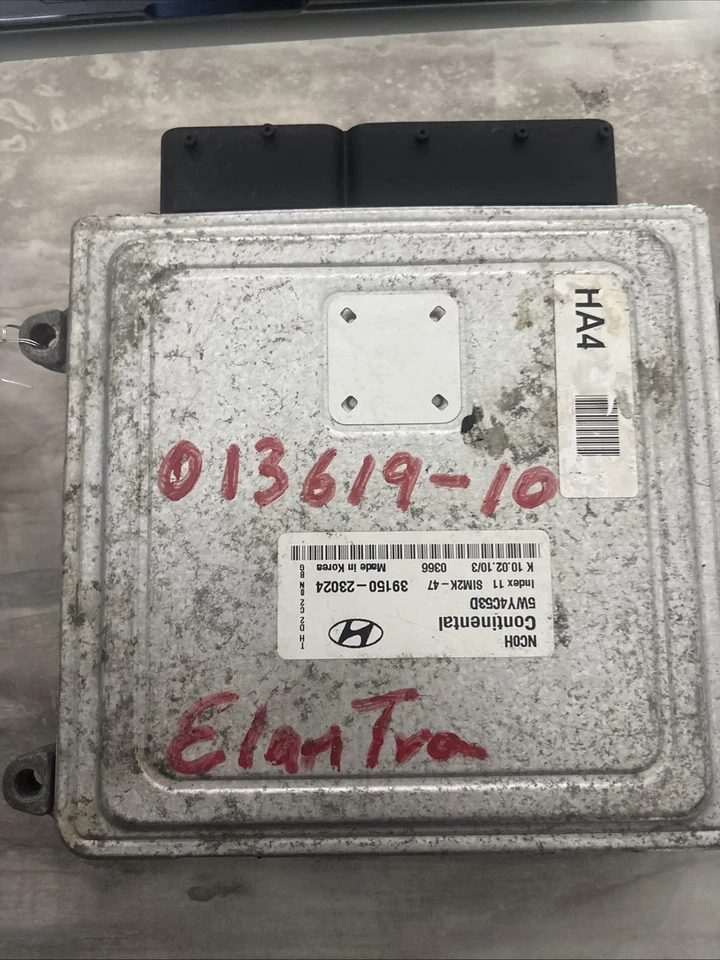 HA4
013619-10
NC0H
Continental
5WY4C53D
Index 11 SIM2K-47
K 10.02.10/3 0366
39150-23024
Made in Korea
ElanTra